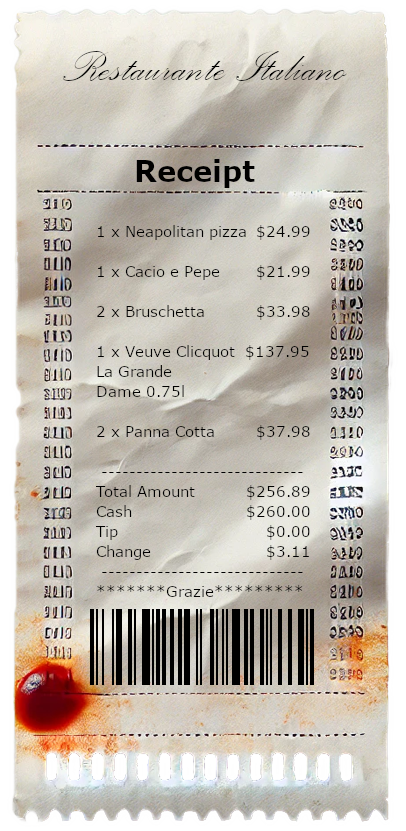 Restaurante Italiano
Receipt
1 x Neapolitan pizza $24.99
1 x Cacio e Pepe $21.99
2 x Bruschetta $33.98
1 x Veuve Clicquot $137.95
La Grande
Dame 0.75l
2 x Panna Cotta $37.98
--------------------------------
Total Amount $256.89
Cash $260.00
Tip $0.00
Change $3.11
--------------------------------
*******Grazie*********